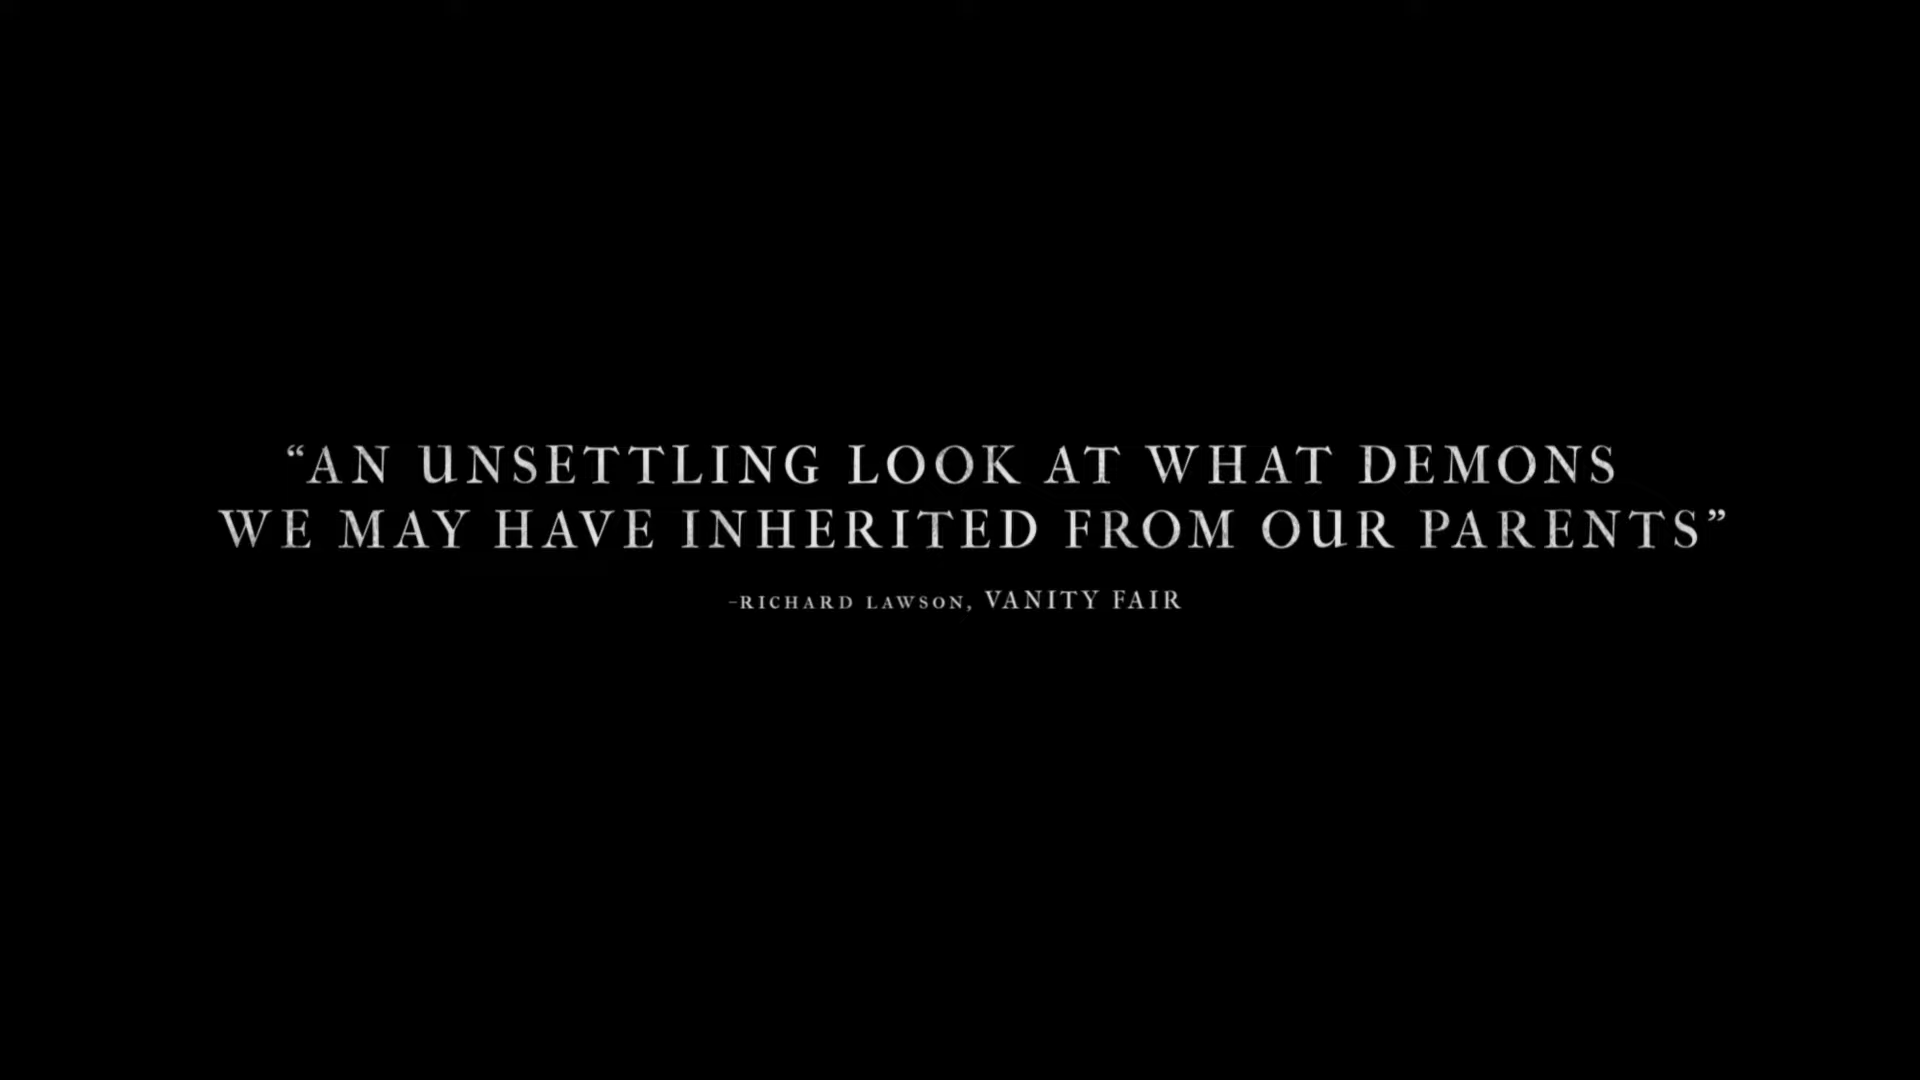 “AN UNSETTLING LOOK AT WHAT DEMONS
WE MAY HAVE INHERITED FROM OUR PARENTS”
–RICHARD LAWSON, VANITY FAIR